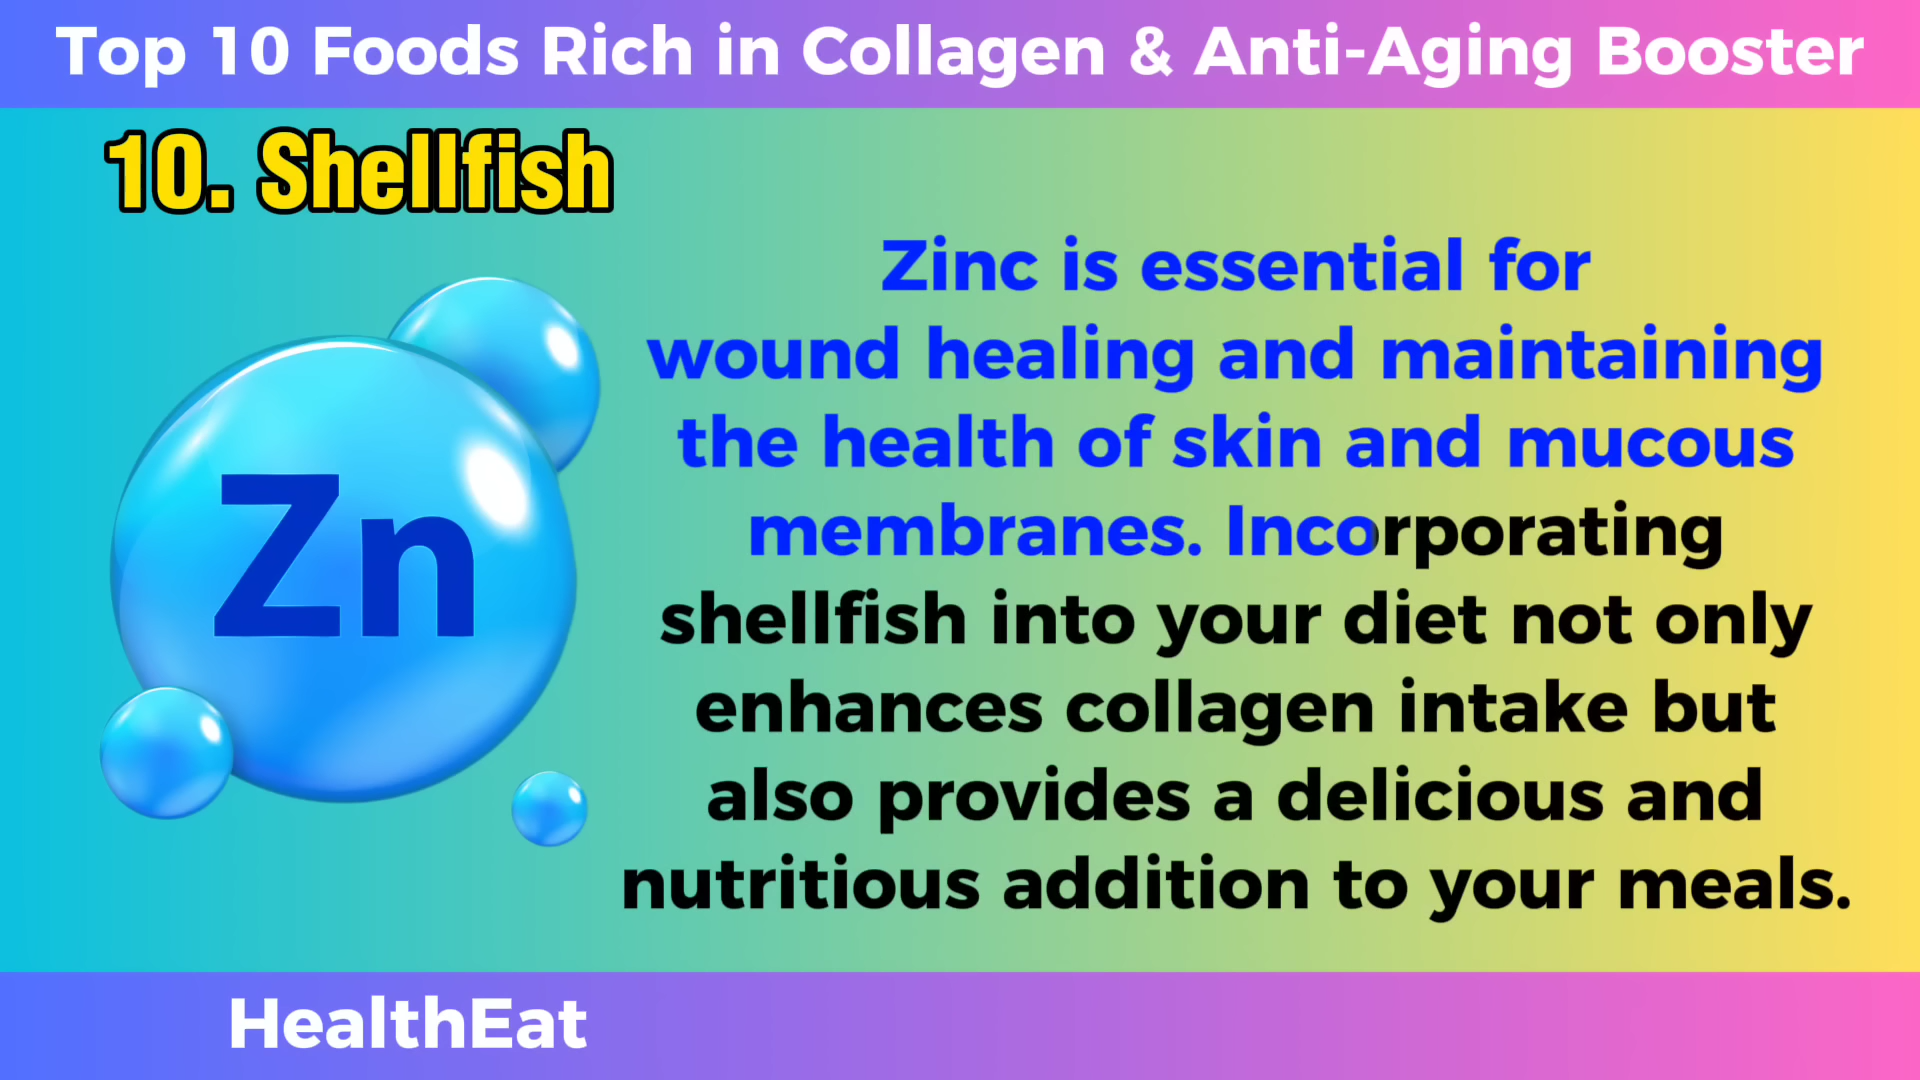 Top 10 Foods Rich in Collagen & Anti-Aging Booster
10. Shellfish
Zn
Zinc is essential for
wound healing and maintaining
the health of skin and mucous
membranes. Incorporating
shellfish into your diet not only
enhances collagen intake but
also provides a delicious and
nutritious addition to your meals.
HealthEat